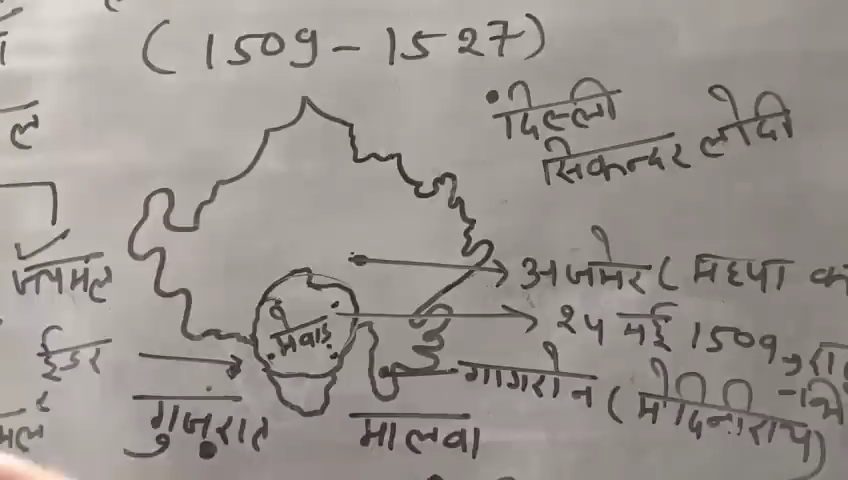 (1509 - 1527)
दिल्ली
सिकन्दर लोदी
अजमेर (
मेवाड़
२५ मई 1509,
ईडर
गागरोन (मेदिनीराय)
गुजरात
मालवा